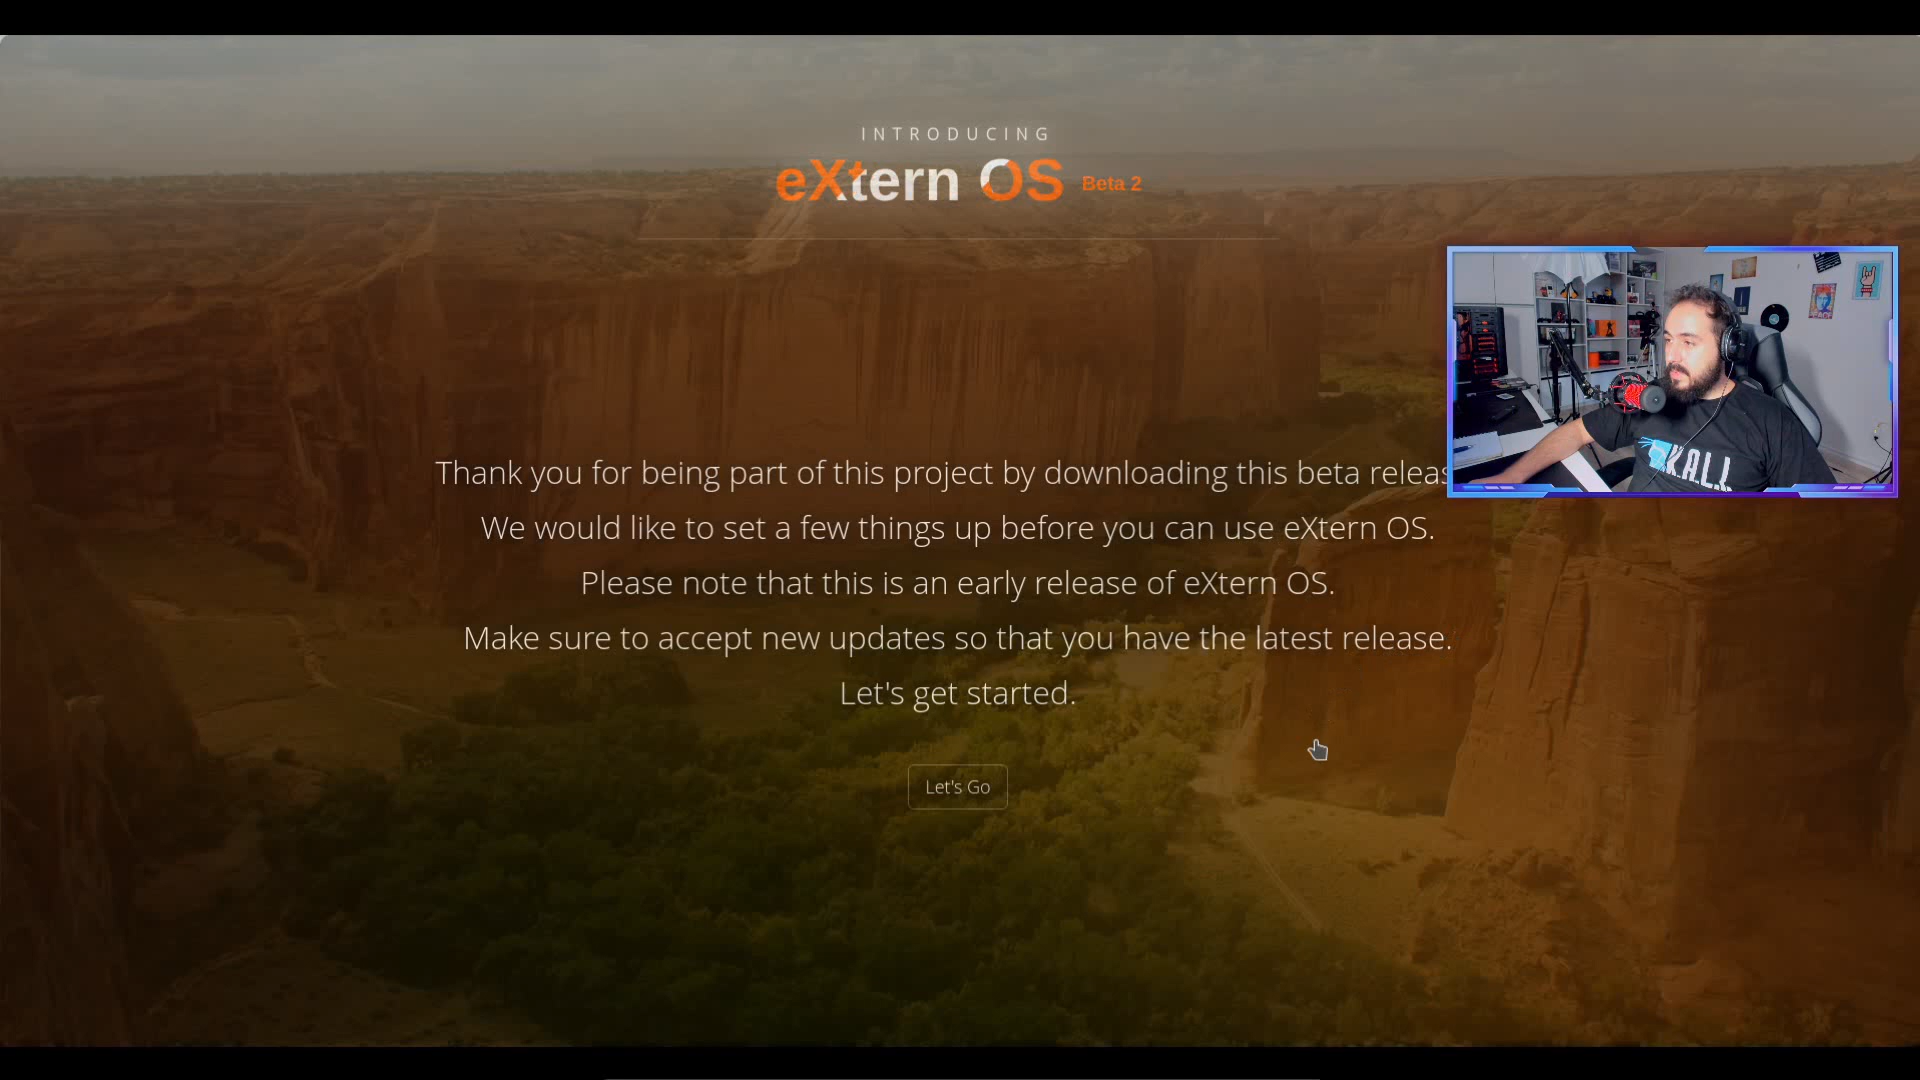 INTRODUCING
eXtern OS Beta 2
Thank you for being part of this project by downloading this beta
We would like to set a few things up before you can use eXtern OS.
Please note that this is an early release of eXtern OS.
Make sure to accept new updates so that you have the latest release.
Let's get started.
Let's Go
KALI